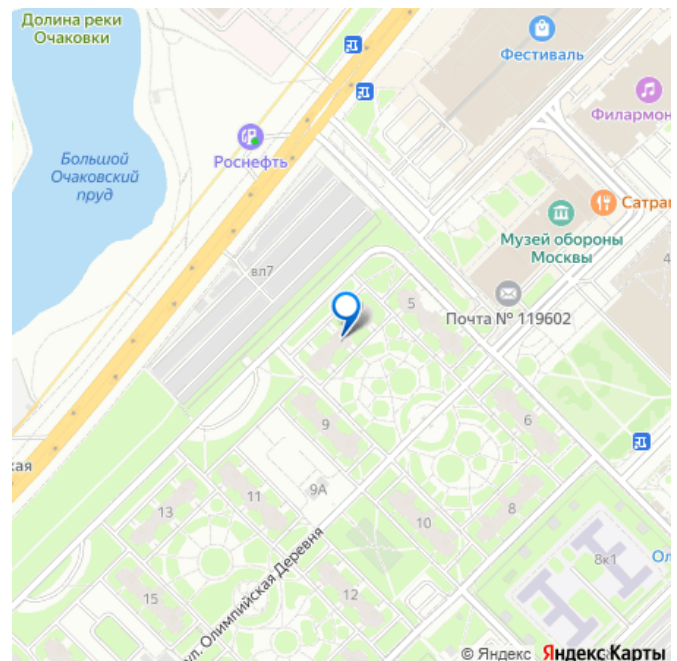 Долина реки
Очаковки
Фестиваль
Филармон
Роснефть
Большой
Очаковский
пруд
Сатрап
Музей обороны
Москвы
4
вл7
5
Почта № 119602
9
6
ская
9А
11
13
10
8
8к1
Ол
15
12
ул. Олимпийская Деревня
© Яндекс Яндекс Карты